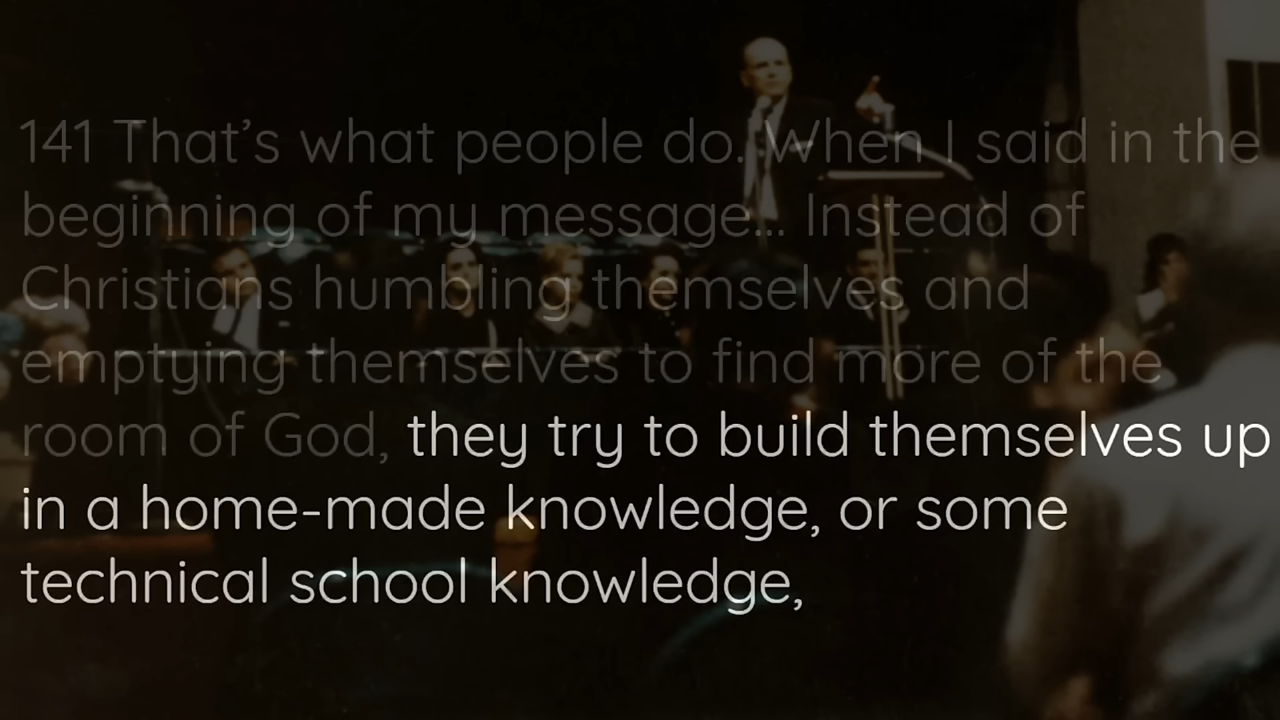 141 That’s what people do. When I said in the
beginning of my message... Instead of
Christians humbling themselves and
emptying themselves to find more of the
room of God, they try to build themselves up
in a home-made knowledge, or some
technical school knowledge,